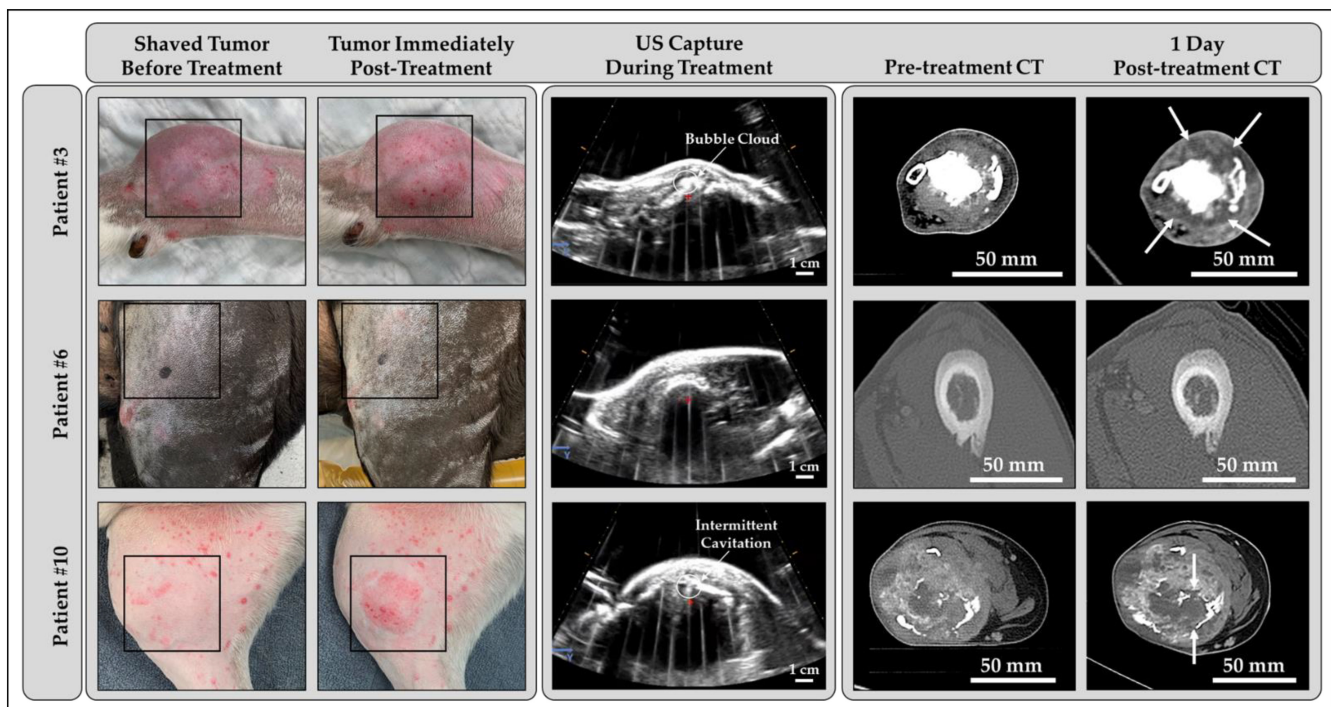 Shaved Tumor
Before Treatment
Tumor Immediately
Post-Treatment
US Capture
During Treatment
Pre-treatment CT
1 Day
Post-treatment CT
Patient #3
Bubble Cloud
Y
1 cm
50 mm
50 mm
Patient #6
Y
1 cm
50 mm
50 mm
Patient #10
Intermittent
Cavitation
Y
1 cm
50 mm
50 mm